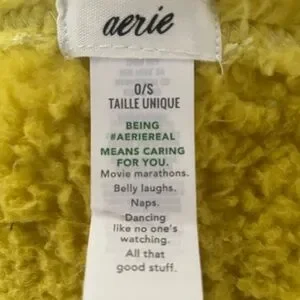 aerie
O/S
TAILLE UNIQUE
BEING
#AERIEREAL
MEANS CARING
FOR YOU.
Movie marathons.
Belly laughs.
Naps.
Dancing
like no one's
watching.
All that
good stuff.